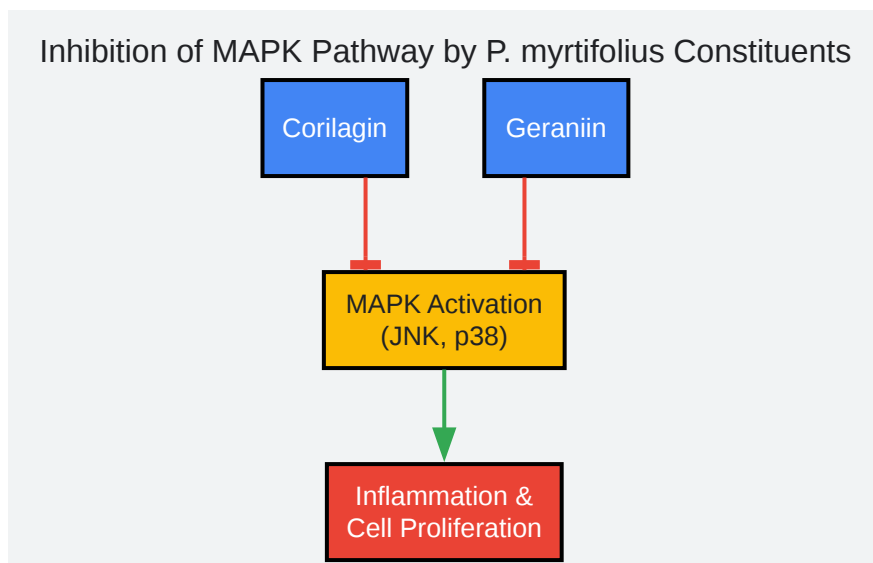 Inhibition of MAPK Pathway by P. myrtifolius Constituents
Corilagin
Geraniin
MAPK Activation
(JNK, p38)
Inflammation &
Cell Proliferation